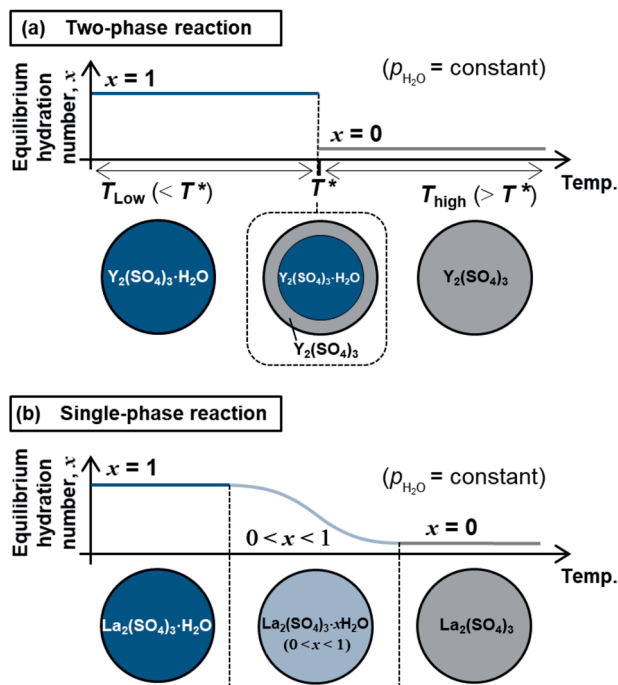 (a) Two-phase reaction
Equilibrium
hydration
number, x
x = 1
(pH₂O = constant)
x = 0
TLow (< T*)
T*
Thigh (> T*)
Temp.
Y₂(SO₄)₃·H₂O
Y₂(SO₄)₃·H₂O
Y₂(SO₄)₃
Y₂(SO₄)₃
(b) Single-phase reaction
Equilibrium
hydration
number, x
x = 1
(pH₂O = constant)
0 < x < 1
x = 0
Temp.
La₂(SO₄)₃·H₂O
La₂(SO₄)₃·xH₂O
(0 < x < 1)
La₂(SO₄)₃